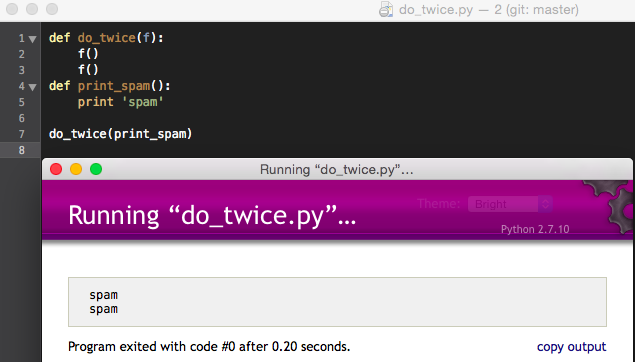 do_twice.py — 2 (git: master)
1 def do_twice(f):
2     f()
3     f()
4 def print_spam():
5     print 'spam'
6
7 do_twice(print_spam)
8
Running “do_twice.py”…
Theme: Bright
Running “do_twice.py”…
Python 2.7.10
spam
spam
Program exited with code #0 after 0.20 seconds. copy output